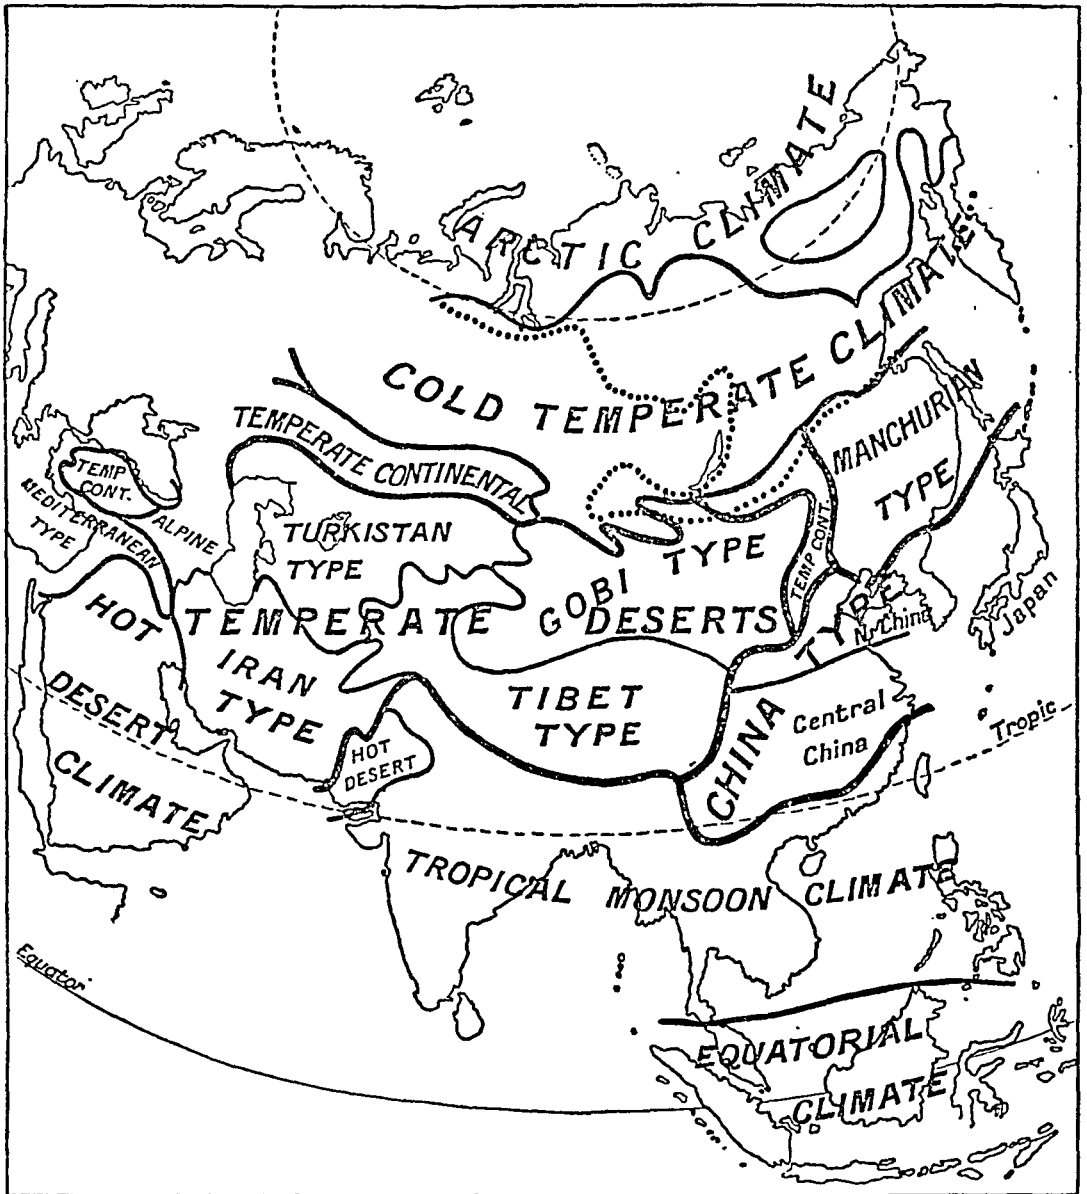 ARCTIC CLIMATE
COLD TEMPERATE CLIMATE
TEMPERATE CONTINENTAL
MANCHURIAN
TYPE
TEMP
CONT.
MEDITERRANEAN
TYPE
ALPINE
TURKISTAN
TYPE
GOBI TYPE
TEMP CONT.
HOT
DESERT
CLIMATE
TEMPERATE DESERTS
IRAN
TYPE
TIBET
TYPE
HOT
DESERT
CHINA TYPE
N. China
Central
China
Japan
Tropic
TROPICAL MONSOON CLIMATE
Equator
EQUATORIAL
CLIMATE